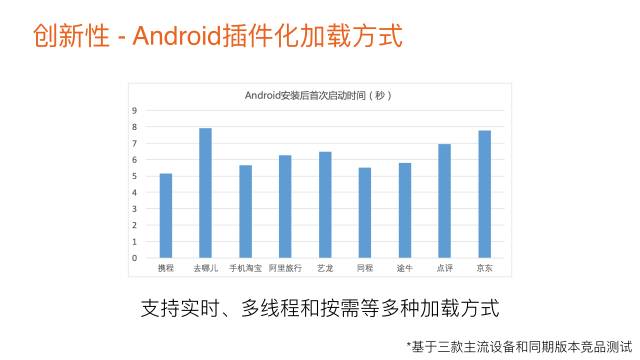 创新性 - Android插件化加载方式
Android安装后首次启动时间（秒）
9
8
7
6
5
4
3
2
1
0
携程 去哪儿 手机淘宝 阿里旅行 艺龙 同程 途牛 点评 京东
支持实时、多线程和按需等多种加载方式
*基于三款主流设备和同期版本竞品测试